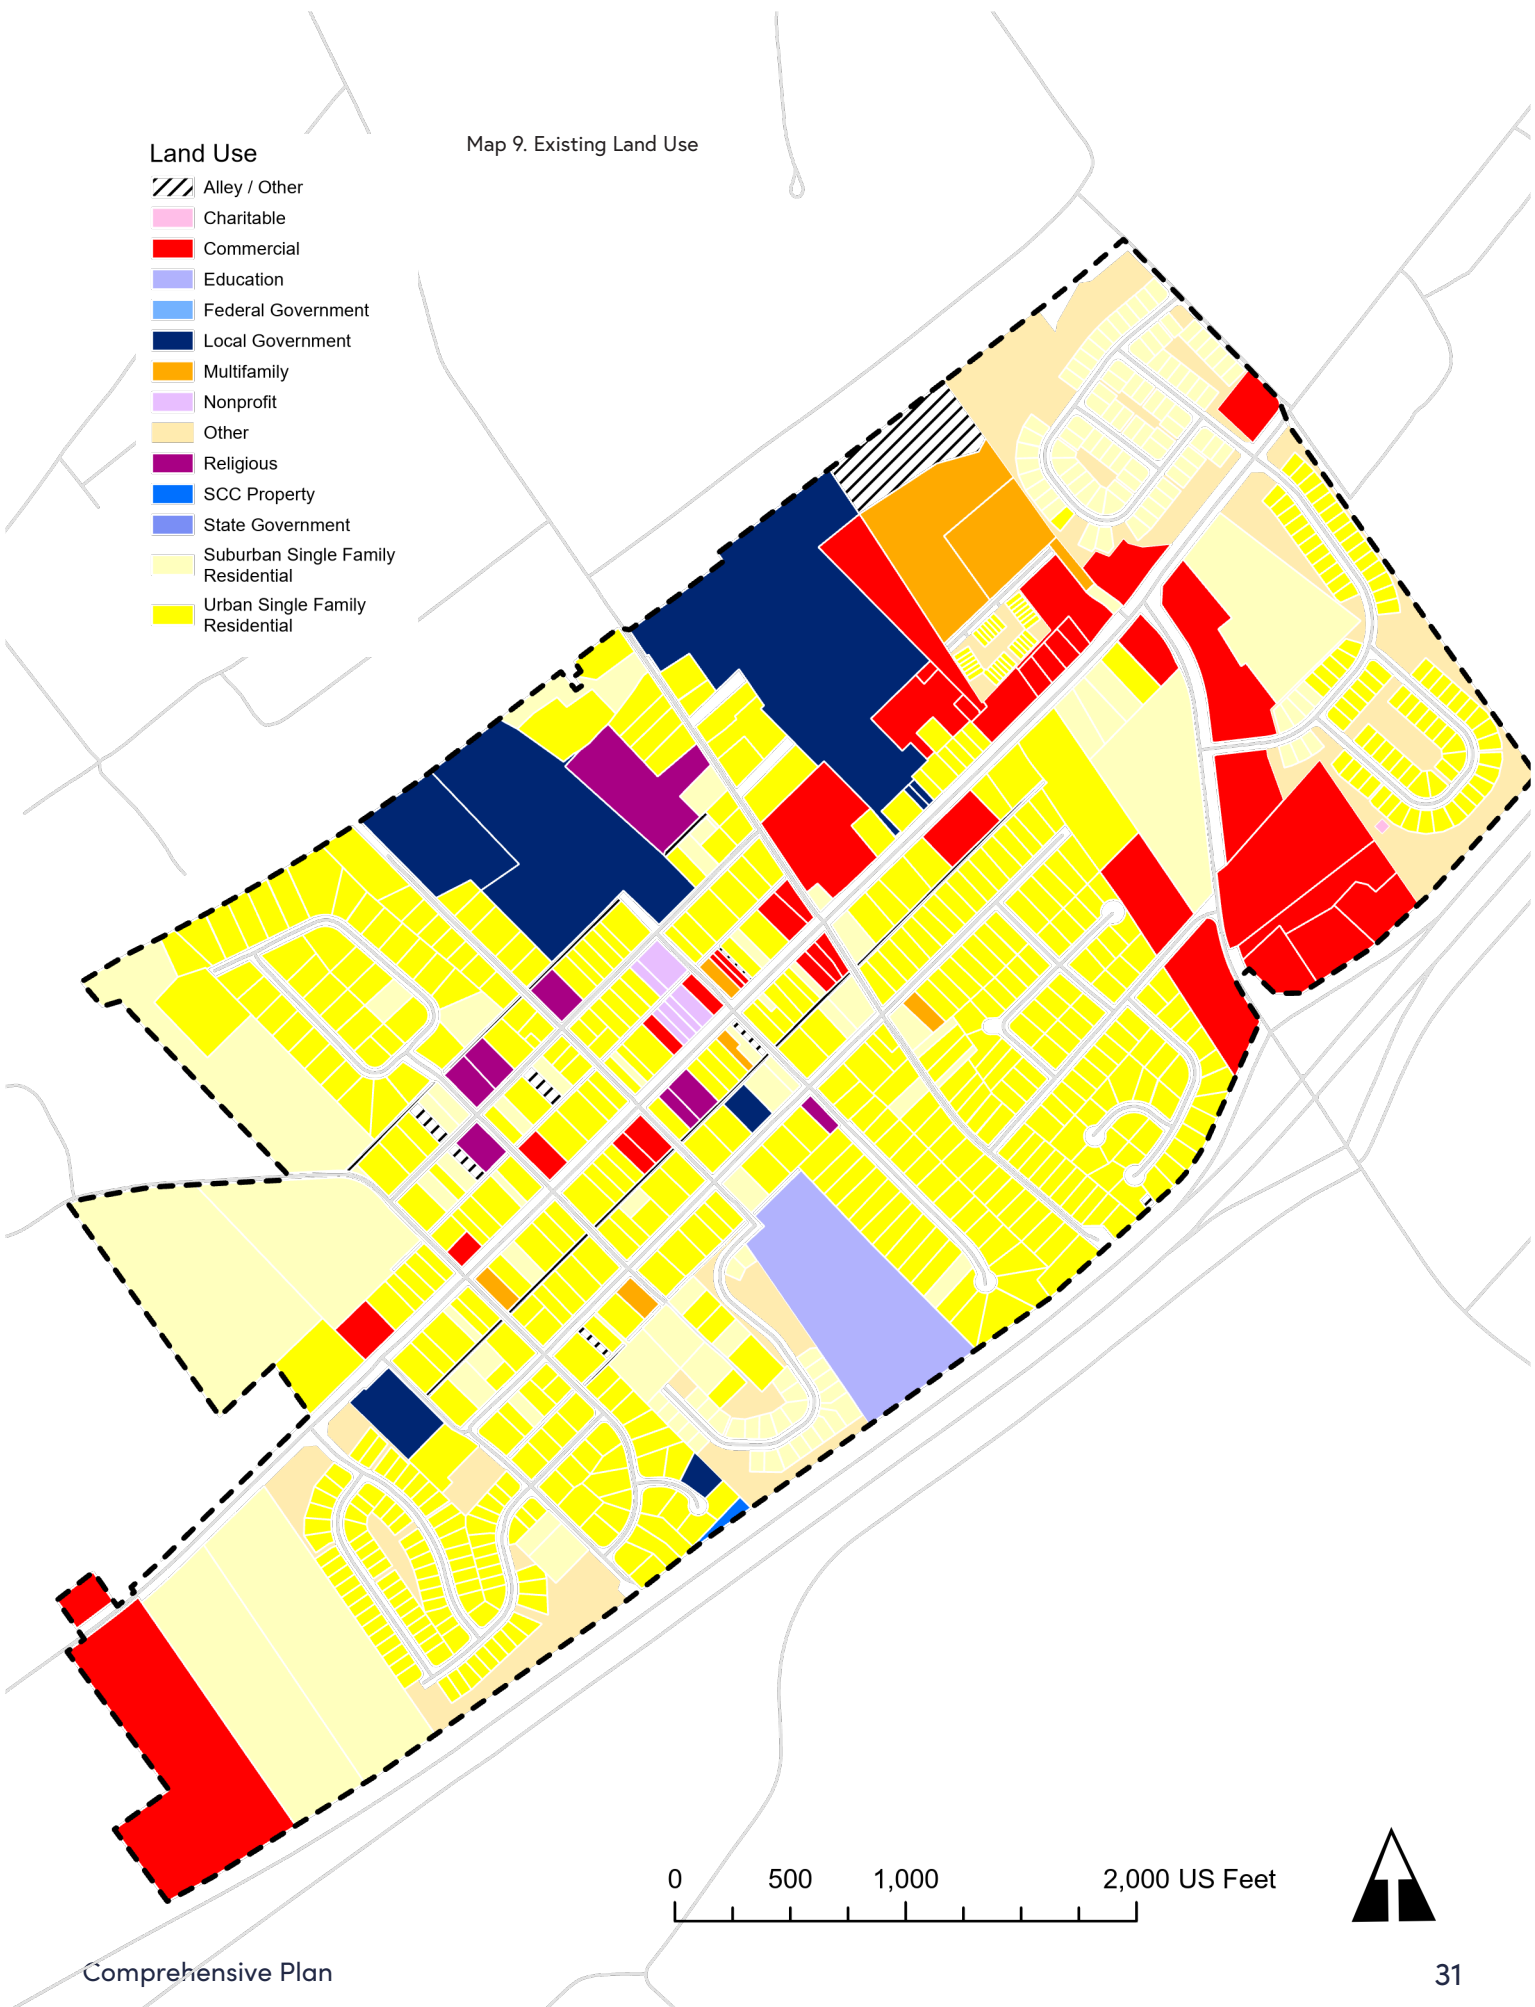 Map 9. Existing Land Use
Land Use
Alley / Other
Charitable
Commercial
Education
Federal Government
Local Government
Multifamily
Nonprofit
Other
Religious
SCC Property
State Government
Suburban Single Family
Residential
Urban Single Family
Residential
0 500 1,000 2,000 US Feet
Comprehensive Plan
31